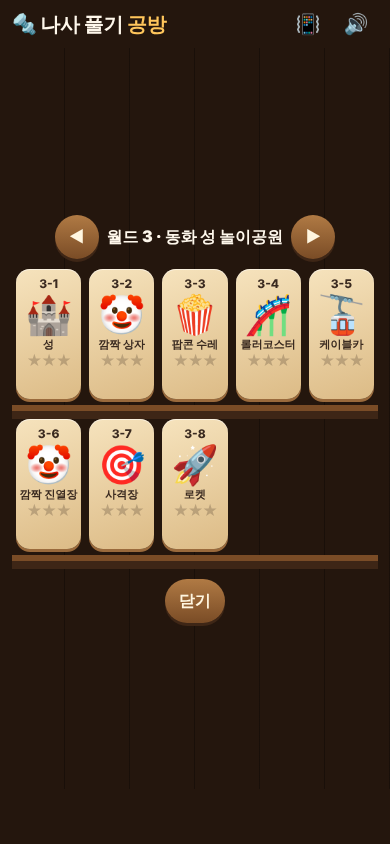 나사 풀기 공방
월드 3 · 동화 성 놀이공원
3-1 3-2 3-3 3-4 3-5
성 깜짝 상자 팝콘 수레 롤러코스터 케이블카
3-6 3-7 3-8
깜짝 진열장 사격장 로켓
닫기